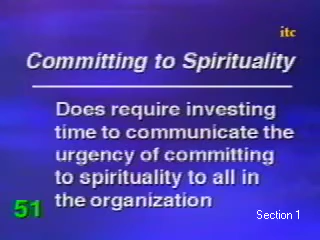 itc
Committing to Spirituality
Does require investing
time to communicate the
urgency of committing
to spirituality to all in
the organization
51
Section 1